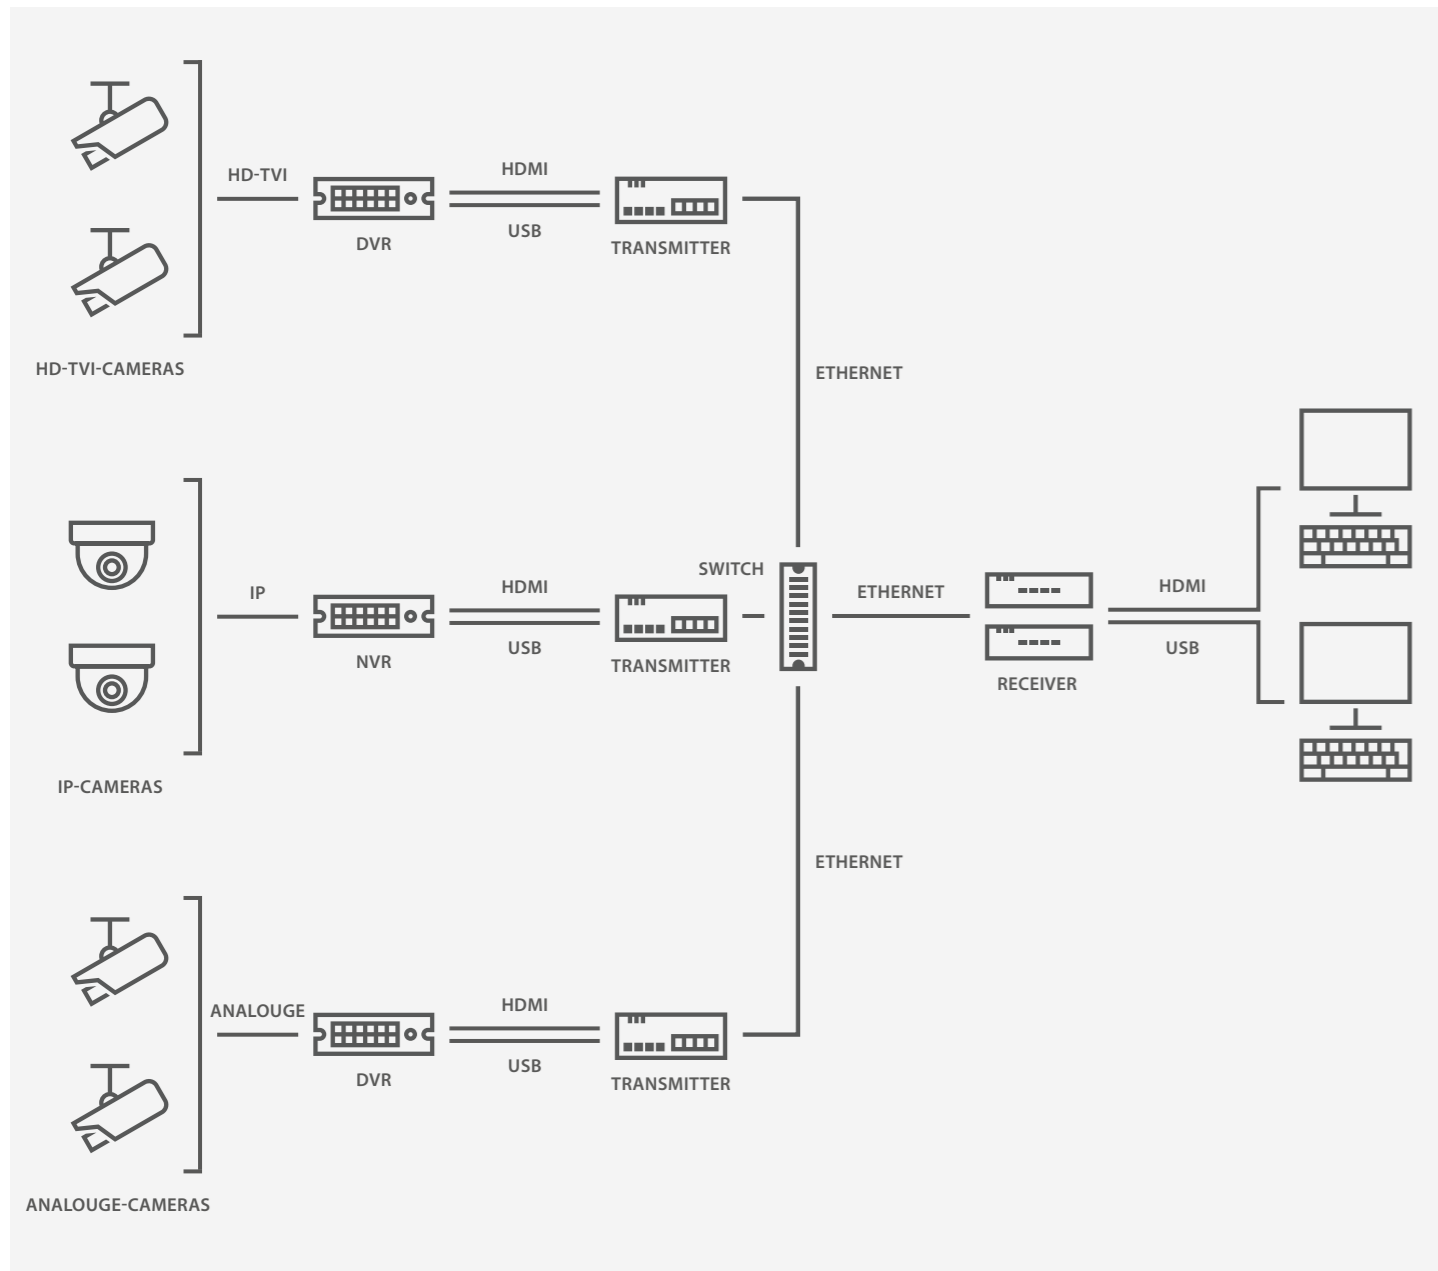 HD-TVI
HDMI
USB
DVR
TRANSMITTER
HD-TVI-CAMERAS
ETHERNET
SWITCH
IP
HDMI
USB
NVR
TRANSMITTER
ETHERNET
RECEIVER
HDMI
USB
IP-CAMERAS
ETHERNET
ANALOUGE
HDMI
USB
DVR
TRANSMITTER
ANALOUGE-CAMERAS